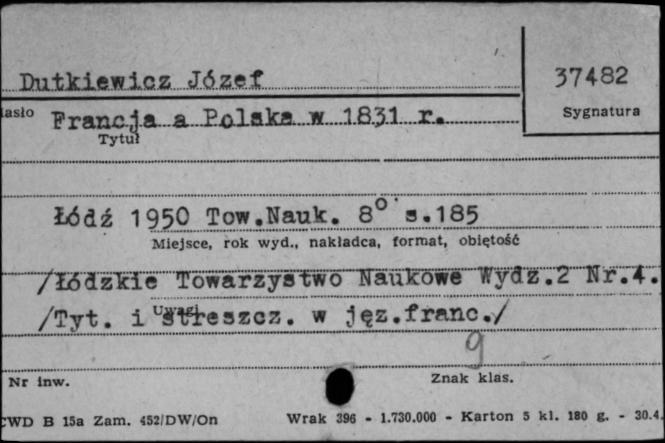 Dutkiewicz Józef
37482
asło Francja a Polska w 1831 r.
Sygnatura
Tytuł
Łódź 1950 Tow.Nauk. 8° s.185
Miejsce, rok wyd., nakładca, format, objętość
/Łódzkie Towarzystwo Naukowe Wydz.2 Nr.4.
Uwagi
/Tyt. i streszcz. w jęz.franc./
9
Nr inw.
Znak klas.
CWD B 15a Zam. 452/DW/On Wrak 396 - 1.730.000 - Karton 5 kl. 180 g. - 30.4.